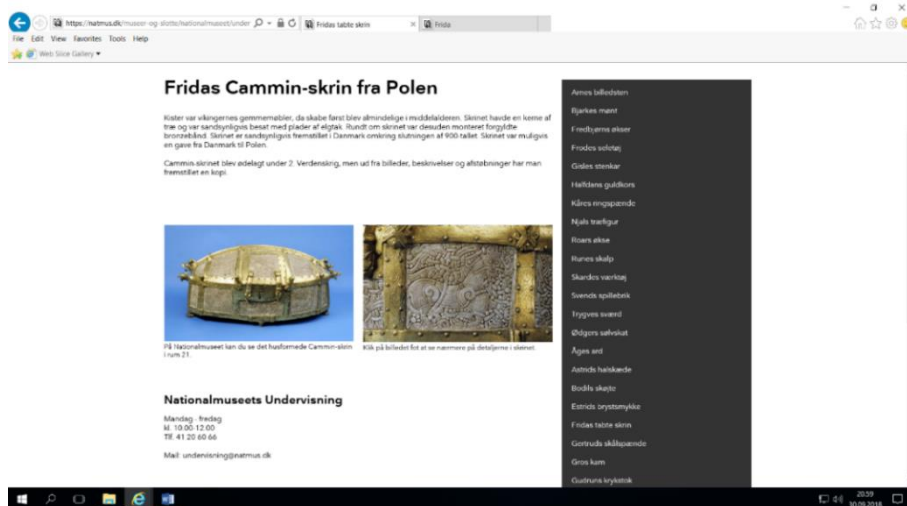 https://natmus.dk/museer-og-slotte/nationalmuseet/under
Fridas tabte skrin
Frida
File Edit View Favorites Tools Help
Web Slice Gallery
Fridas Cammin-skrin fra Polen
Kister var vikingernes gemmemøbler, da skabe først blev almindelige i middelalderen. Skrinet havde en kerne af
træ og var sandsynligvis besat med plader af elgtak. Rundt om skrinet var desuden monteret forgyldte
bronzebånd. Skrinet er sandsynligvis fremstillet i Danmark omkring slutningen af 900-tallet. Skrinet var muligvis
en gave fra Danmark til Polen.
Cammin-skrinet blev ødelagt under 2. Verdenskrig, men ud fra billeder, beskrivelser og afstøbninger har man
fremstillet en kopi.
På Nationalmuseet kan du se det husformede Cammin-skrin
i rum 21.
Klik på billedet for at se nærmere på detaljerne i skrinet.
Nationalmuseets Undervisning
Mandag - fredag
kl. 10.00-12.00
Tlf. 41 20 60 66
Mail: undervisning@natmus.dk
Arnes billedsten
Bjarkes mønt
Fredbjørns økser
Frodes seletøj
Gisles stenkar
Halfdans guldkors
Kåres ringspænde
Njals træfigur
Roars økse
Runes skalp
Skardes værktøj
Svends spillebrik
Trygves sværd
Ødgers sølvskat
Åges ard
Astrids halskæde
Bodils skøjte
Estrids brystsmykke
Fridas tabte skrin
Gertruds skålspænde
Gros kam
Gudruns krykstok
20:59
30.09.2018